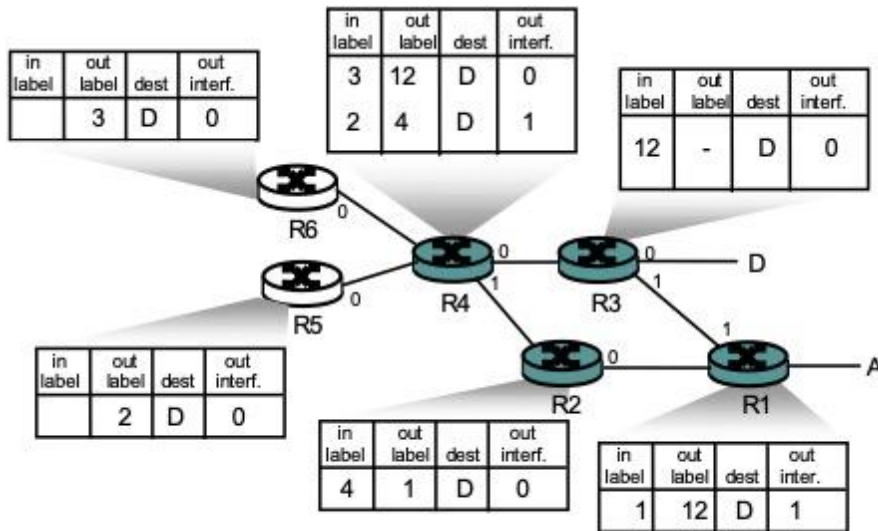 in label out label dest out interf.
3 D 0
in label out label dest out interf.
3 12 D 0
2 4 D 1
in label out label dest out interf.
12 - D 0
R6
0
R5
0
R4
0
1
R3
0
1
D
R2
0
R1
1
A
in label out label dest out interf.
2 D 0
in label out label dest out interf.
4 1 D 0
in label out label dest out inter.
1 12 D 1